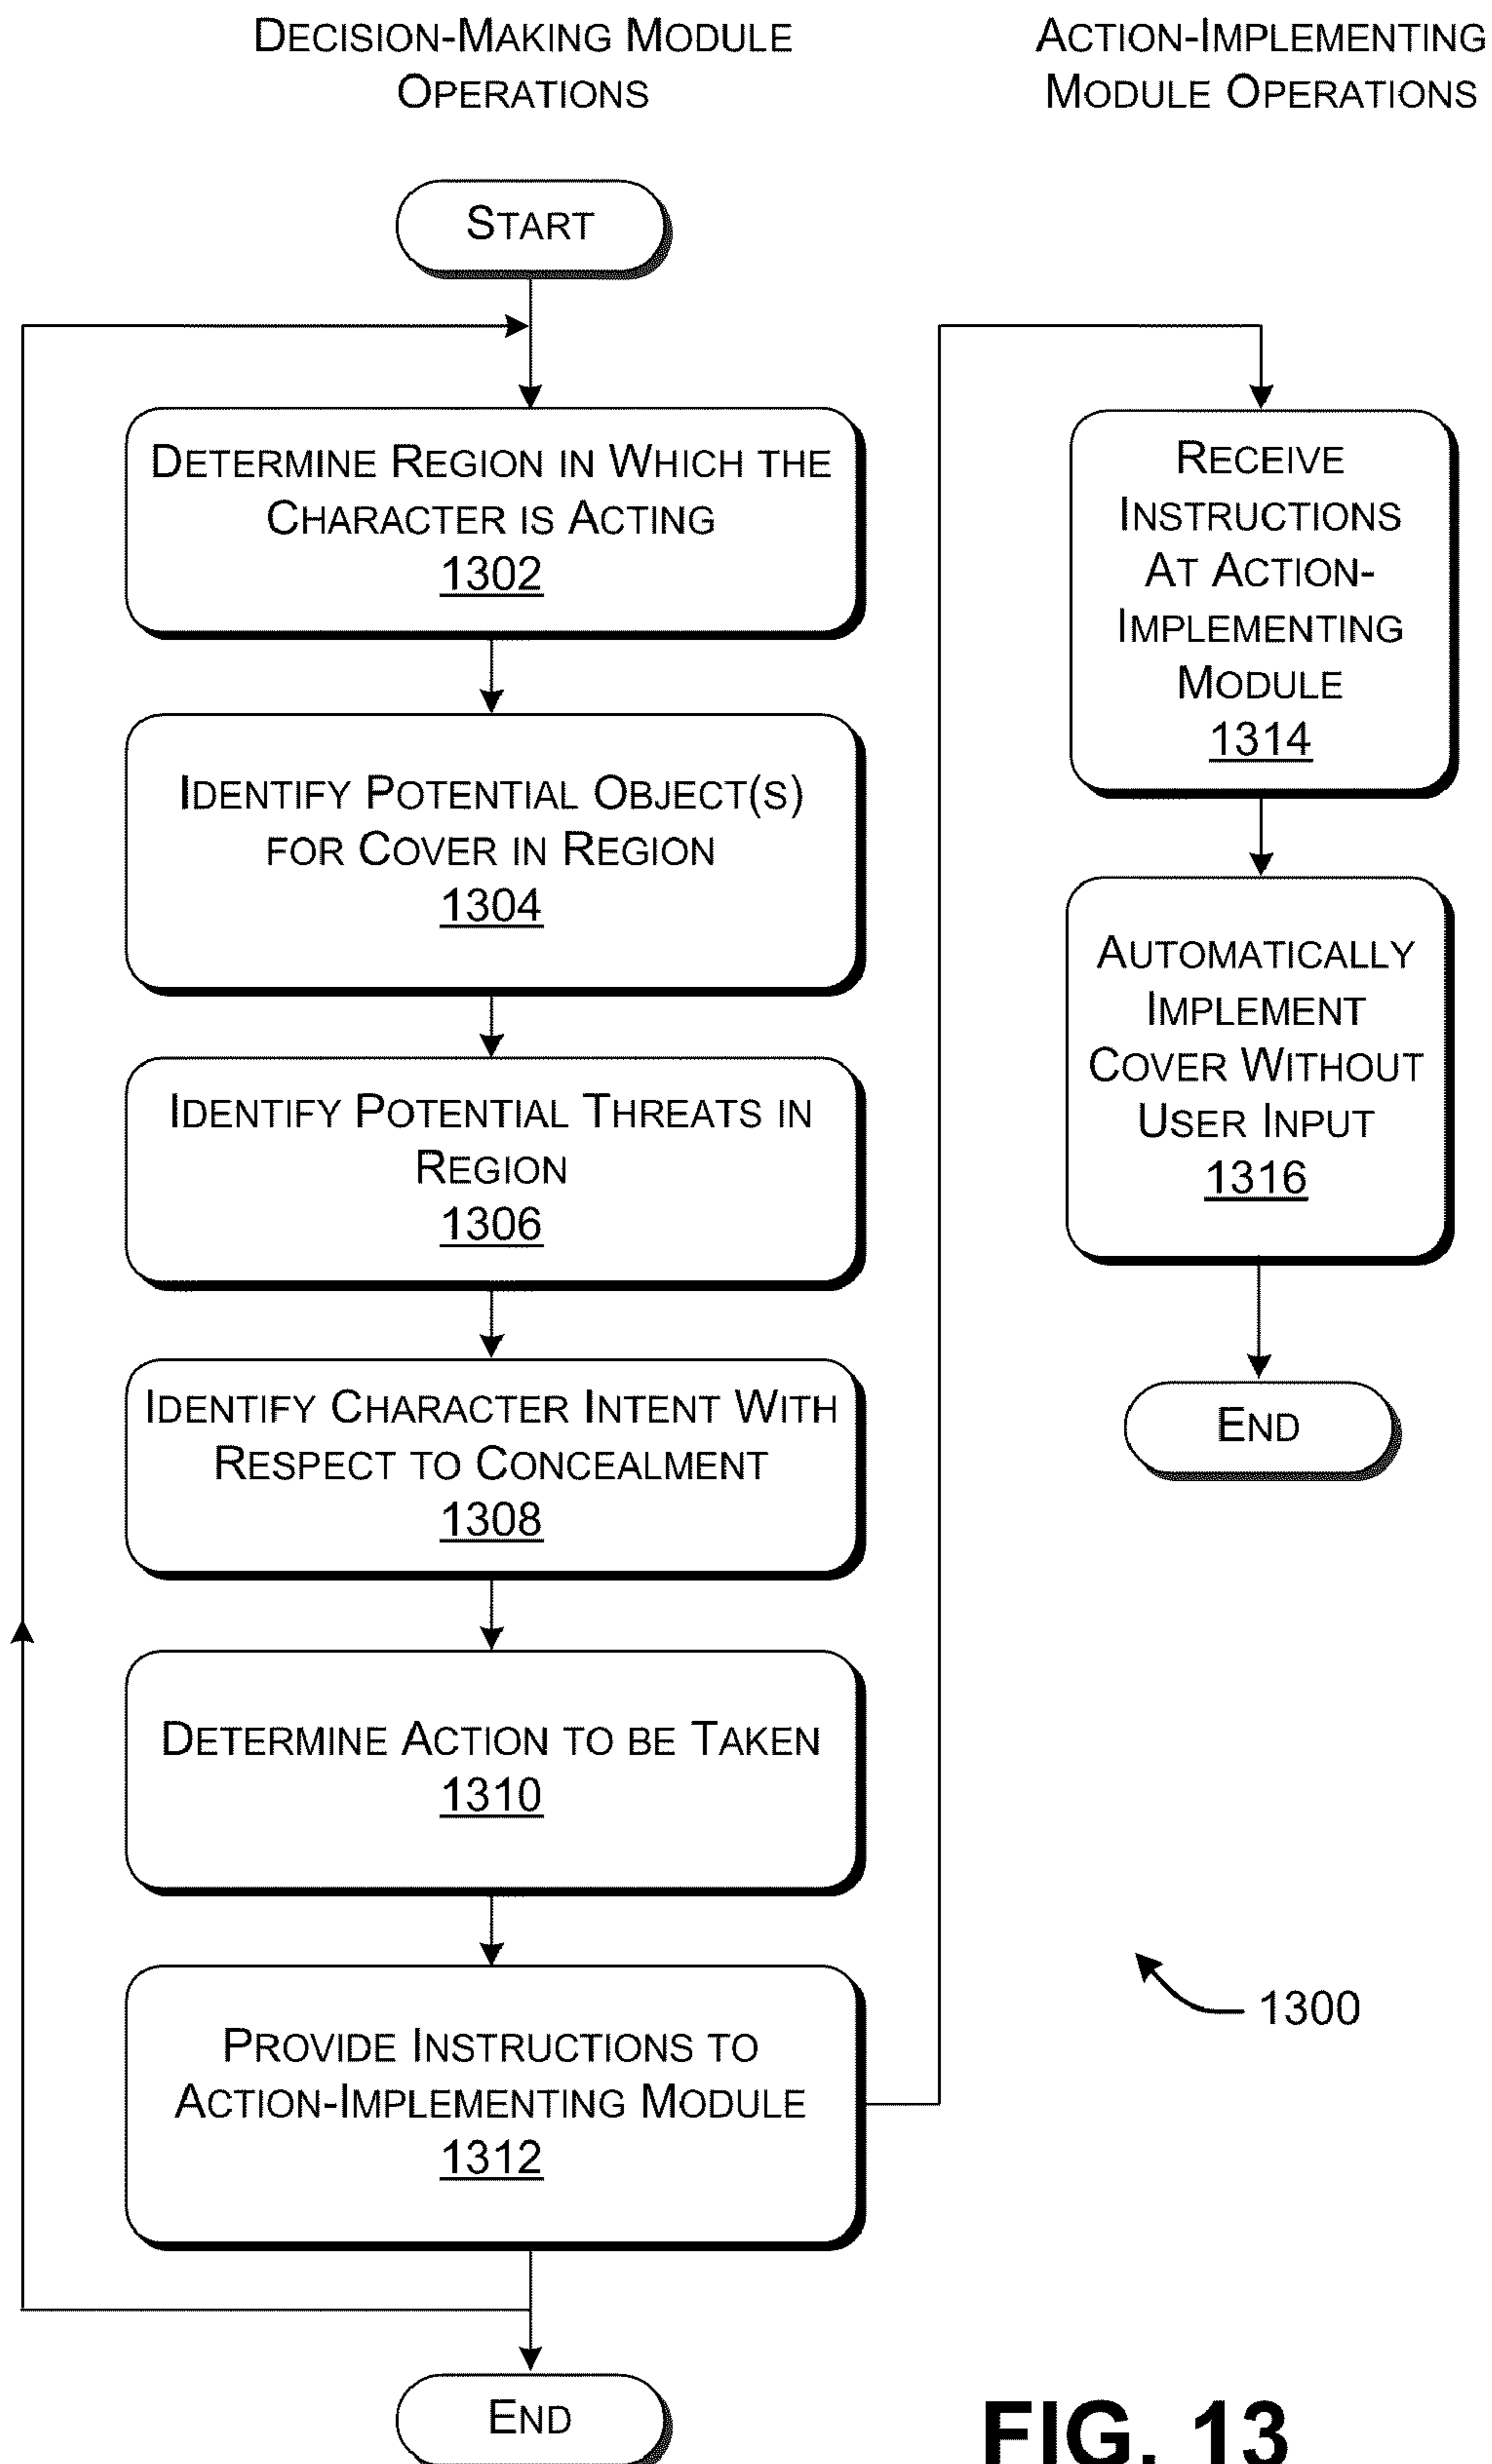 DECISION-MAKING MODULE
OPERATIONS
START
DETERMINE REGION IN WHICH THE
CHARACTER IS ACTING
1302
IDENTIFY POTENTIAL OBJECT(S)
FOR COVER IN REGION
1304
IDENTIFY POTENTIAL THREATS IN
REGION
1306
IDENTIFY CHARACTER INTENT WITH
RESPECT TO CONCEALMENT
1308
DETERMINE ACTION TO BE TAKEN
1310
PROVIDE INSTRUCTIONS TO
ACTION-IMPLEMENTING MODULE
1312
END
ACTION-IMPLEMENTING
MODULE OPERATIONS
RECEIVE
INSTRUCTIONS
AT ACTION-
IMPLEMENTING
MODULE
1314
AUTOMATICALLY
IMPLEMENT
COVER WITHOUT
USER INPUT
1316
END
1300
FIG. 13